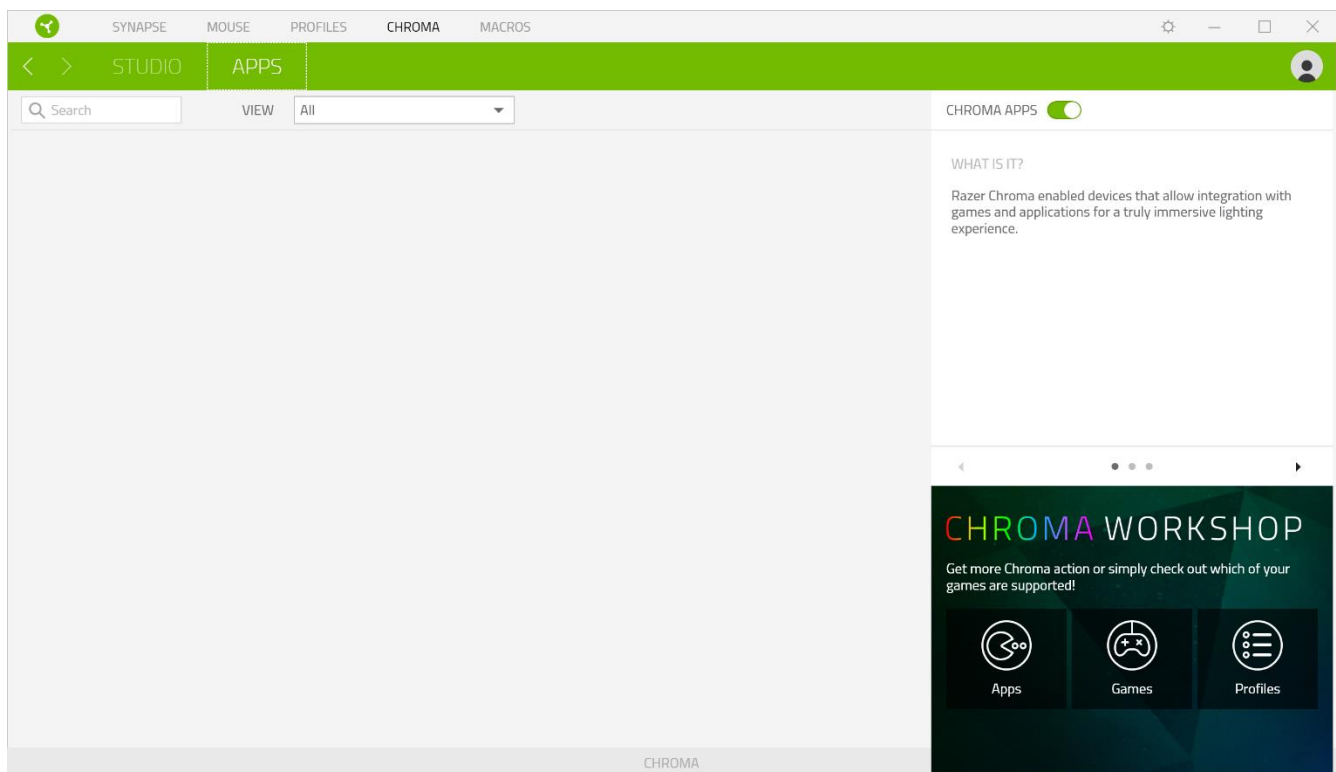 SYNAPSE MOUSE PROFILES CHROMA MACROS
STUDIO APPS
Search VIEW All
CHROMA APPS
WHAT IS IT?
Razer Chroma enabled devices that allow integration with
games and applications for a truly immersive lighting
experience.
CHROMA WORKSHOP
Get more Chroma action or simply check out which of your
games are supported!
Apps Games Profiles
CHROMA